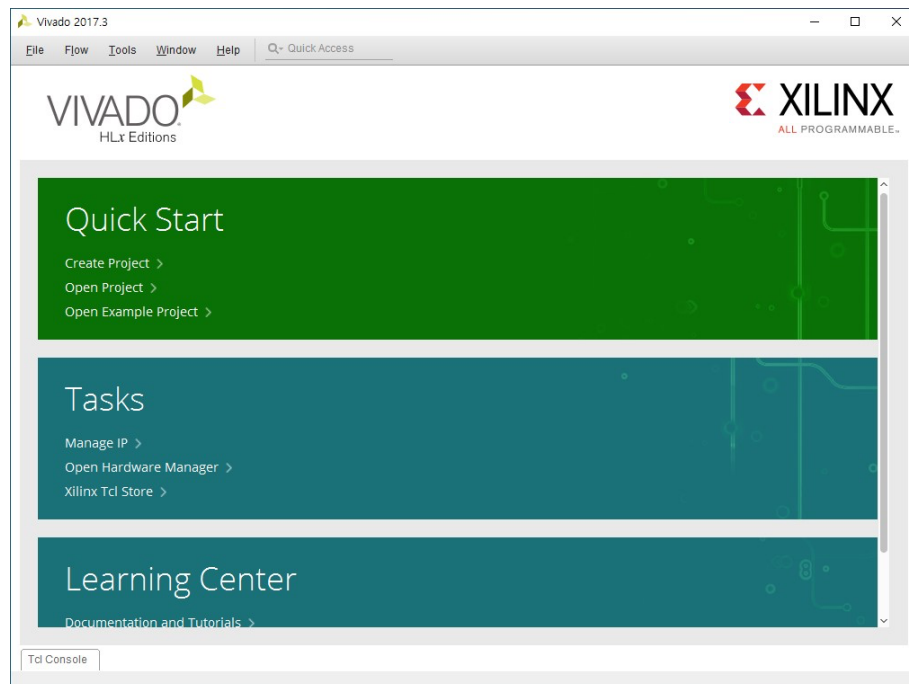 Vivado 2017.3
File Flow Tools Window Help Quick Access
VIVADO
HLx Editions
XILINX
ALL PROGRAMMABLE™
Quick Start
Create Project >
Open Project >
Open Example Project >
Tasks
Manage IP >
Open Hardware Manager >
Xilinx Tcl Store >
Learning Center
Documentation and Tutorials >
Tcl Console